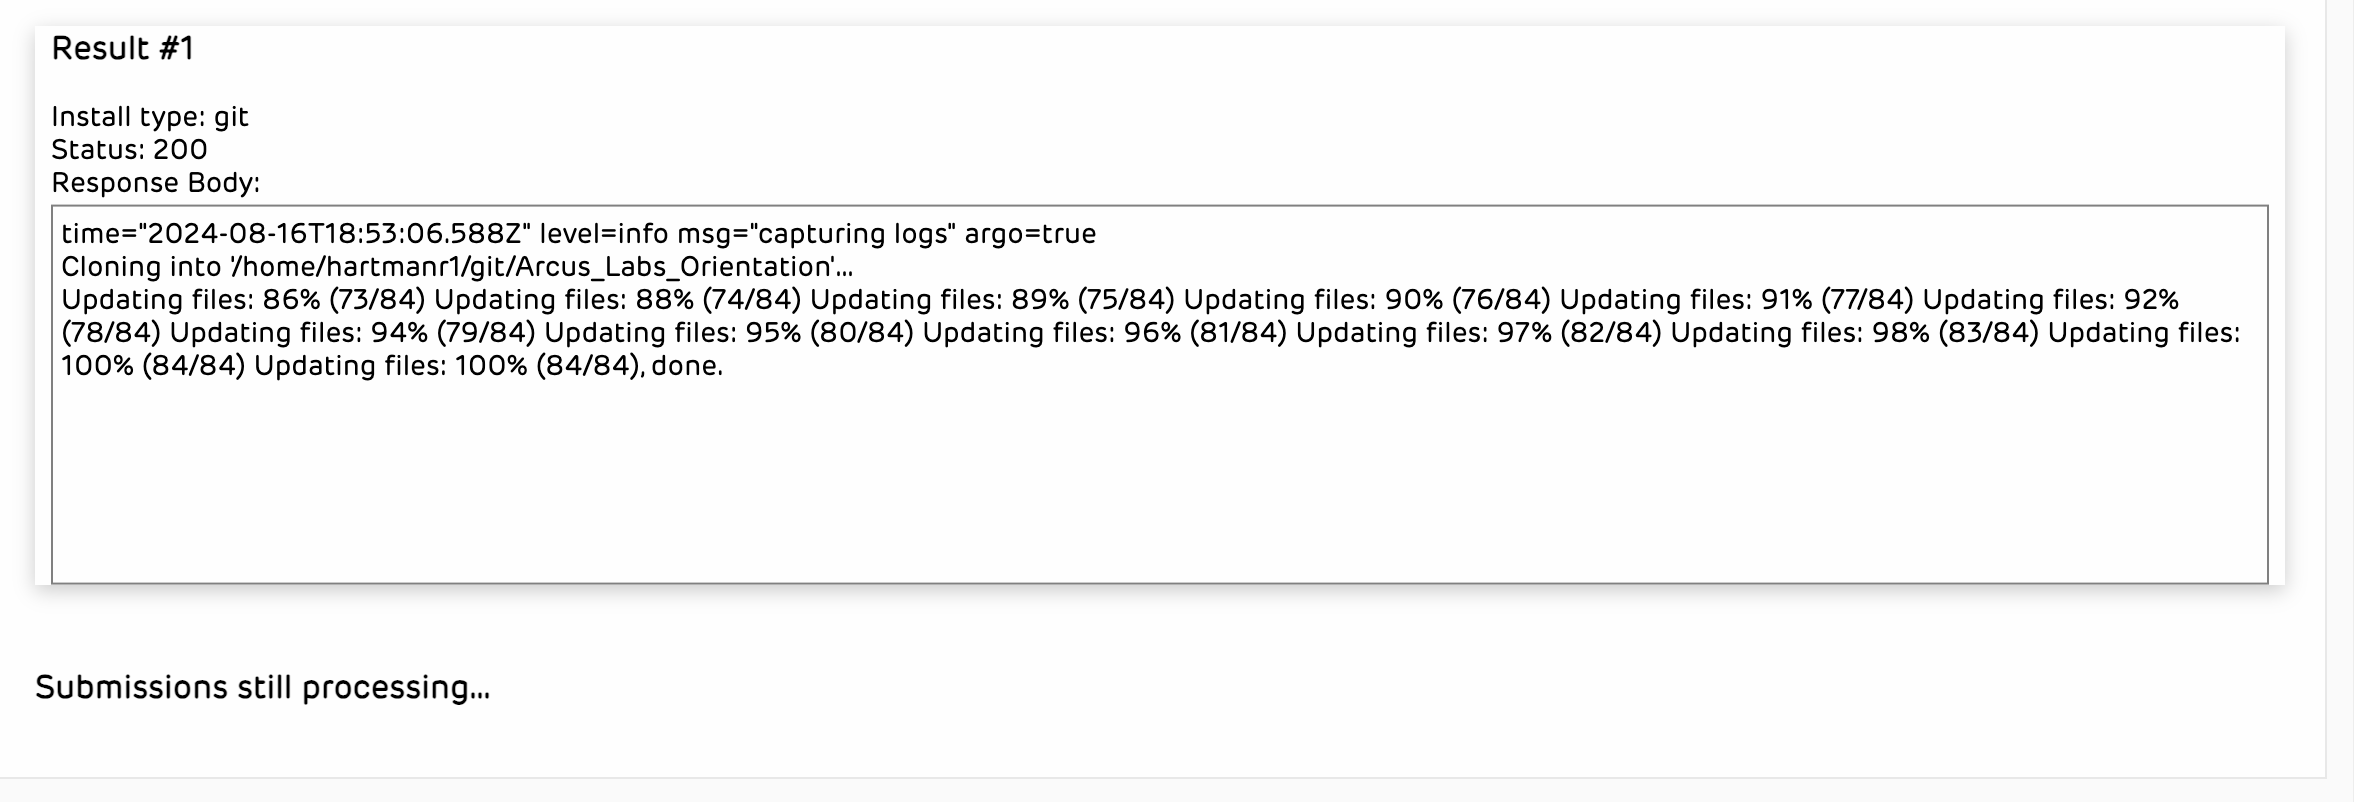 Result #1
Install type: git
Status: 200
Response Body:
time="2024-08-16T18:53:06.588Z" level=info msg="capturing logs" argo=true
Cloning into '/home/hartmanr1/git/Arcus_Labs_Orientation'...
Updating files: 86% (73/84) Updating files: 88% (74/84) Updating files: 89% (75/84) Updating files: 90% (76/84) Updating files: 91% (77/84) Updating files: 92%
(78/84) Updating files: 94% (79/84) Updating files: 95% (80/84) Updating files: 96% (81/84) Updating files: 97% (82/84) Updating files: 98% (83/84) Updating files:
100% (84/84) Updating files: 100% (84/84), done.
Submissions still processing...